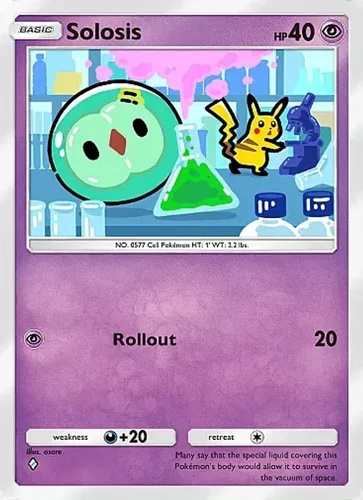 BASIC Solosis HP40
NO. 0577 Cell Pokémon HT: 1' WT: 2.2 lbs.
Rollout 20
weakness +20 retreat
Illus. asare
Many say that the special liquid covering this
Pokémon's body would allow it to survive in
the vacuum of space.